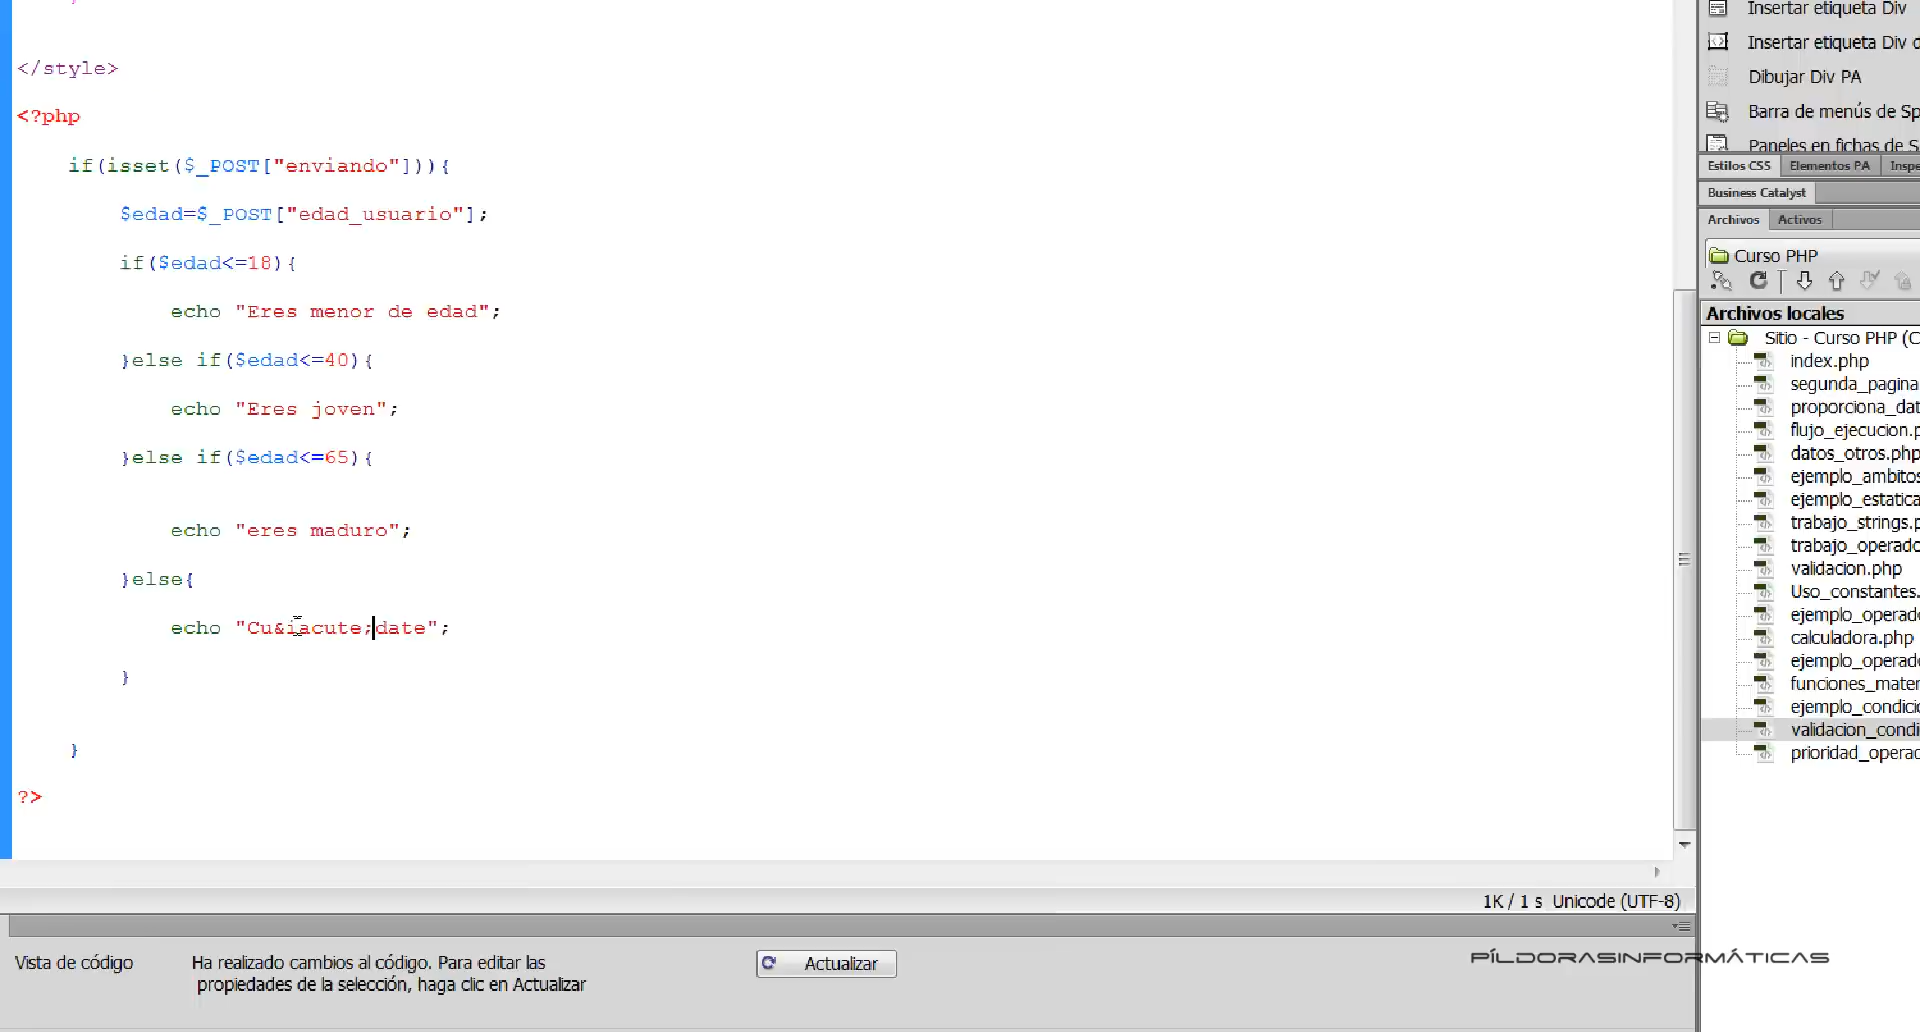 </style>
<?php
if(isset($_POST["enviando"])){
$edad=$_POST["edad_usuario"];
if($edad<=18){
echo "Eres menor de edad";
}else if($edad<=40){
echo "Eres joven";
}else if($edad<=65){
echo "eres maduro";
}else{
echo "Cu&iacute;date";
}
}
?>
1K / 1 s Unicode (UTF-8)
Vista de código
Ha realizado cambios al código. Para editar las
propiedades de la selección, haga clic en Actualizar
Actualizar
Insertar etiqueta Div
Insertar etiqueta Div d
Dibujar Div PA
Barra de menús de Sp
Paneles en fichas de S
Estilos CSS Elementos PA Inspe
Business Catalyst
Archivos Activos
Curso PHP
Archivos locales
Sitio - Curso PHP (C
index.php
segunda_pagina
proporciona_dat
flujo_ejecucion.p
datos_otros.php
ejemplo_ambitos
ejemplo_estatica
trabajo_strings.p
trabajo_operado
validacion.php
Uso_constantes.
ejemplo_operado
calculadora.php
ejemplo_operado
funciones_mater
ejemplo_condicio
validacion_condi
prioridad_operad
PÍLDORASINFORMÁTICAS